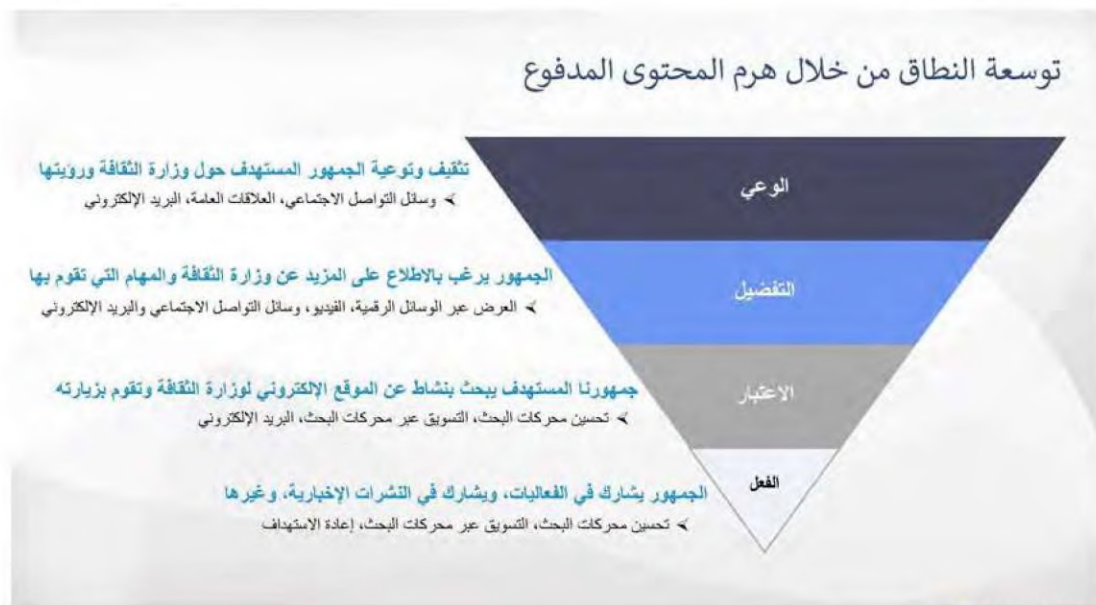 توسعة النطاق من خلال هرم المحتوى المدفوع
الوعي
تثقيف وتوعية الجمهور المستهدف حول وزارة الثقافة ورؤيتها
➢ وسائل التواصل الاجتماعي، العلاقات العامة، البريد الإلكتروني
التفضيل
الجمهور يرغب بالاطلاع على المزيد عن وزارة الثقافة والمهام التي تقوم بها
➢ العرض عبر الوسائل الرقمية، الفيديو، وسائل التواصل الاجتماعي والبريد الإلكتروني
الاعتبار
جمهورنا المستهدف يبحث بنشاط عن الموقع الإلكتروني لوزارة الثقافة وتقوم بزيارته
➢ تحسين محركات البحث، التسويق عبر محركات البحث، البريد الإلكتروني
الفعل
الجمهور يشارك في الفعاليات، ويشارك في النشرات الإخبارية، وغيرها
➢ تحسين محركات البحث، التسويق عبر محركات البحث، إعادة الاستهداف